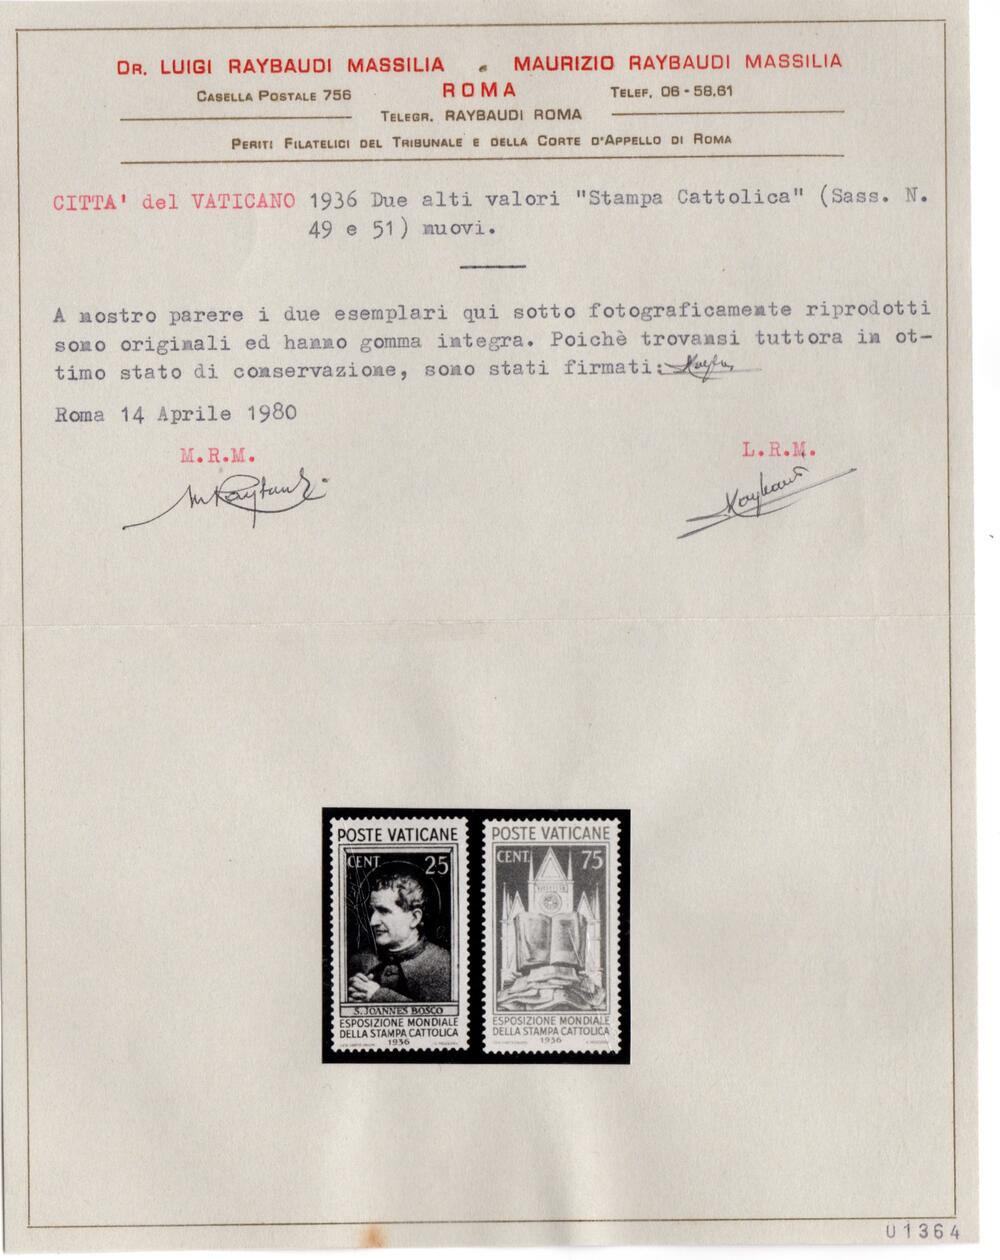 DR. LUIGI RAYBAUDI MASSILIA MAURIZIO RAYBAUDI MASSILIA
CASELLA POSTALE 756 ROMA TELEF. 06-58.61
TELEGR. RAYBAUDI ROMA
PERITI FILATELICI DEL TRIBUNALE E DELLA CORTE D'APPELLO DI ROMA
CITTA' del VATICANO 1936 Due alti valori "Stampa Cattolica" (Sass. N.
49 e 51) nuovi.
A nostro parere i due esemplari qui sotto fotograficamente riprodotti
sono originali ed hanno gomma integra. Poichè trovansi tuttora in ot-
timo stato di conservazione, sono stati firmati:
Roma 14 Aprile 1980
M.R.M. L.R.M.
POSTE VATICANE
CENT. 25
S. JOANNES BOSCO
ESPOSIZIONE MONDIALE
DELLA STAMPA CATTOLICA
1936
POSTE VATICANE
CENT. 75
ESPOSIZIONE MONDIALE
DELLA STAMPA CATTOLICA
1936
U1364